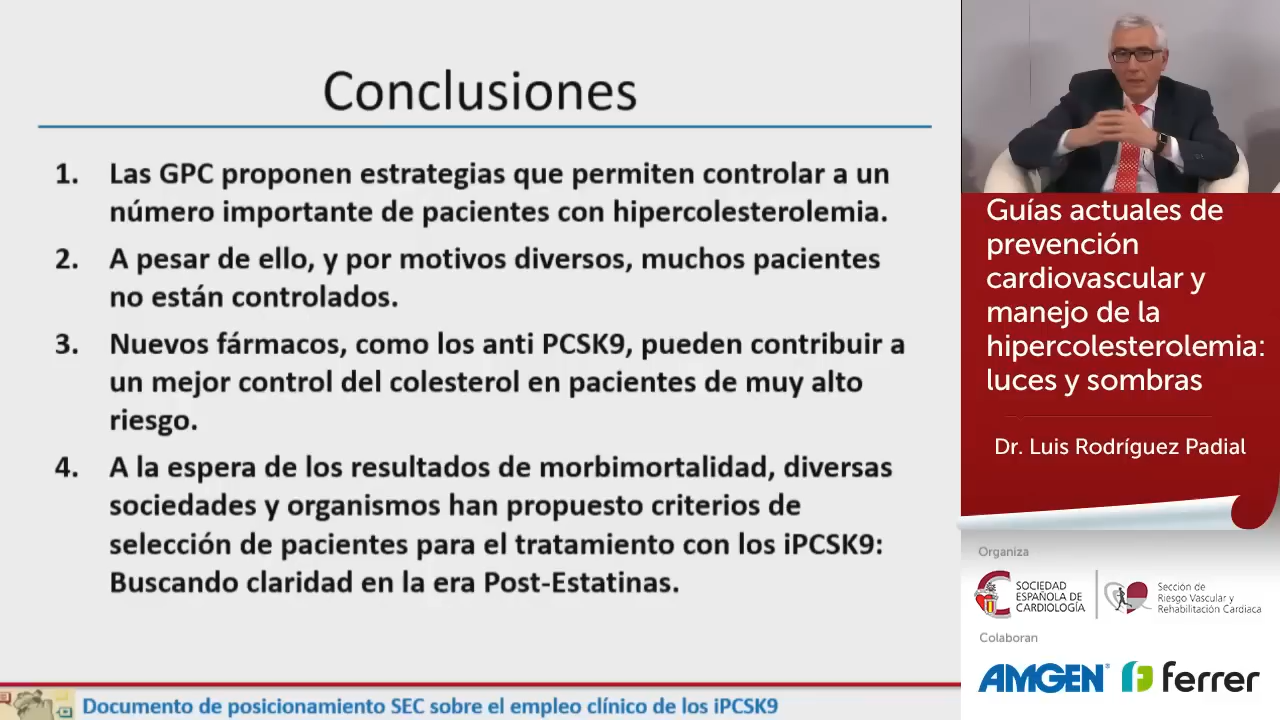 Conclusiones
1. Las GPC proponen estrategias que permiten controlar a un
número importante de pacientes con hipercolesterolemia.
2. A pesar de ello, y por motivos diversos, muchos pacientes
no están controlados.
3. Nuevos fármacos, como los anti PCSK9, pueden contribuir a
un mejor control del colesterol en pacientes de muy alto
riesgo.
4. A la espera de los resultados de morbimortalidad, diversas
sociedades y organismos han propuesto criterios de
selección de pacientes para el tratamiento con los iPCSK9:
Buscando claridad en la era Post-Estatinas.
Documento de posicionamiento SEC sobre el empleo clínico de los iPCSK9
Guías actuales de
prevención
cardiovascular y
manejo de la
hipercolesterolemia:
luces y sombras
Dr. Luis Rodríguez Padial
Organiza
SOCIEDAD
ESPAÑOLA DE
CARDIOLOGÍA
Sección de
Riesgo Vascular y
Rehabilitación Cardiaca
Colaboran
AMGEN®
ferrer